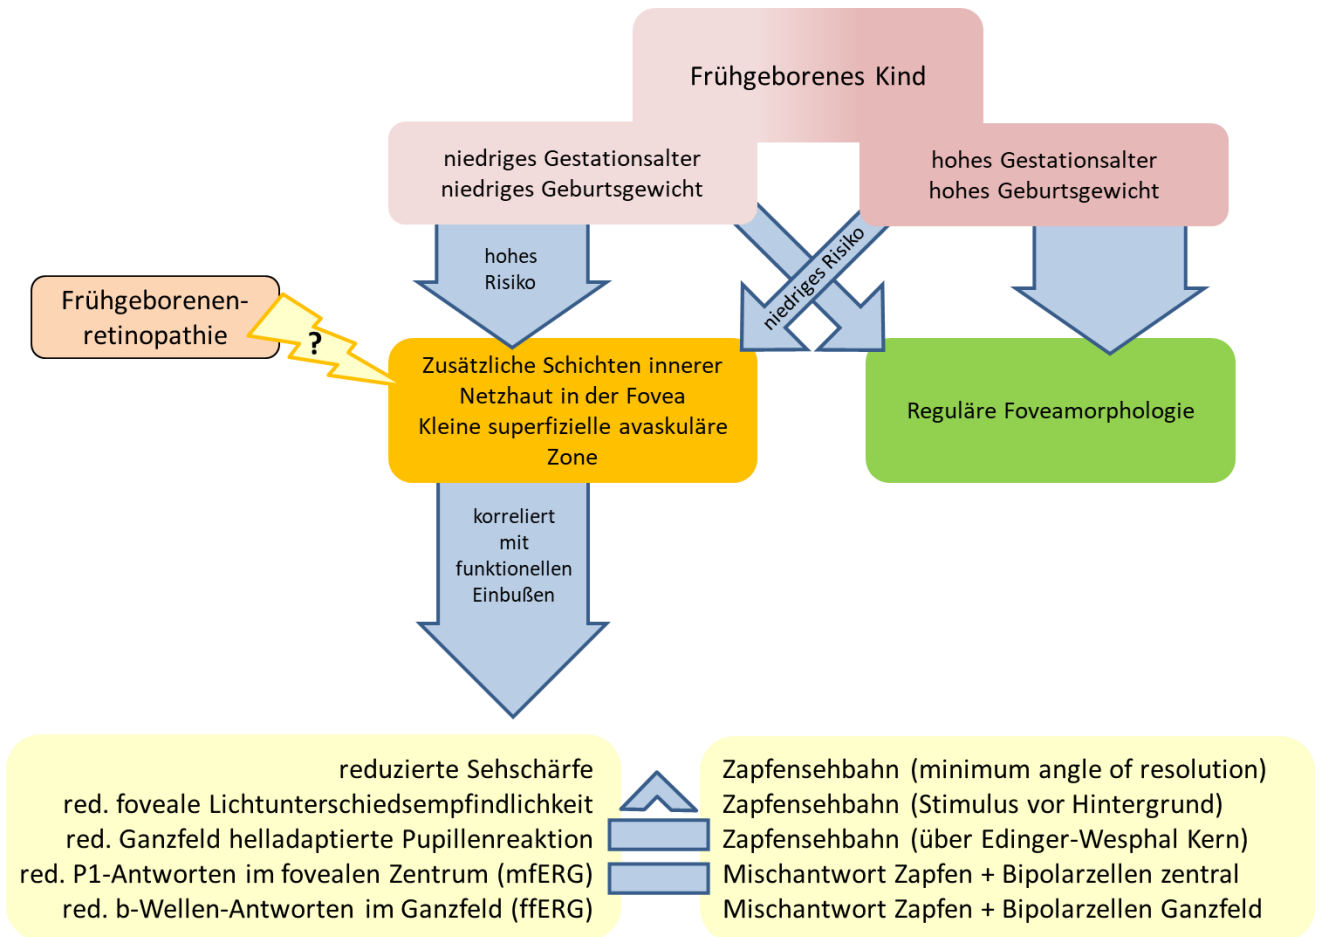 Frühgeborenes Kind
niedriges Gestationsalter
niedriges Geburtsgewicht
hohes Gestationsalter
hohes Geburtsgewicht
hohes
Risiko
niedriges Risiko
Frühgeborenen-
retinopathie
?
Zusätzliche Schichten innerer
Netzhaut in der Fovea
Kleine superfizielle avaskuläre
Zone
Reguläre Foveamorphologie
korreliert
mit
funktionellen
Einbußen
reduzierte Sehschärfe
red. foveale Lichtunterschiedsempfindlichkeit
red. Ganzfeld helladaptierte Pupillenreaktion
red. P1-Antworten im fovealen Zentrum (mfERG)
red. b-Wellen-Antworten im Ganzfeld (ffERG)
Zapfensehbahn (minimum angle of resolution)
Zapfensehbahn (Stimulus vor Hintergrund)
Zapfensehbahn (über Edinger-Wesphal Kern)
Mischantwort Zapfen + Bipolarzellen zentral
Mischantwort Zapfen + Bipolarzellen Ganzfeld